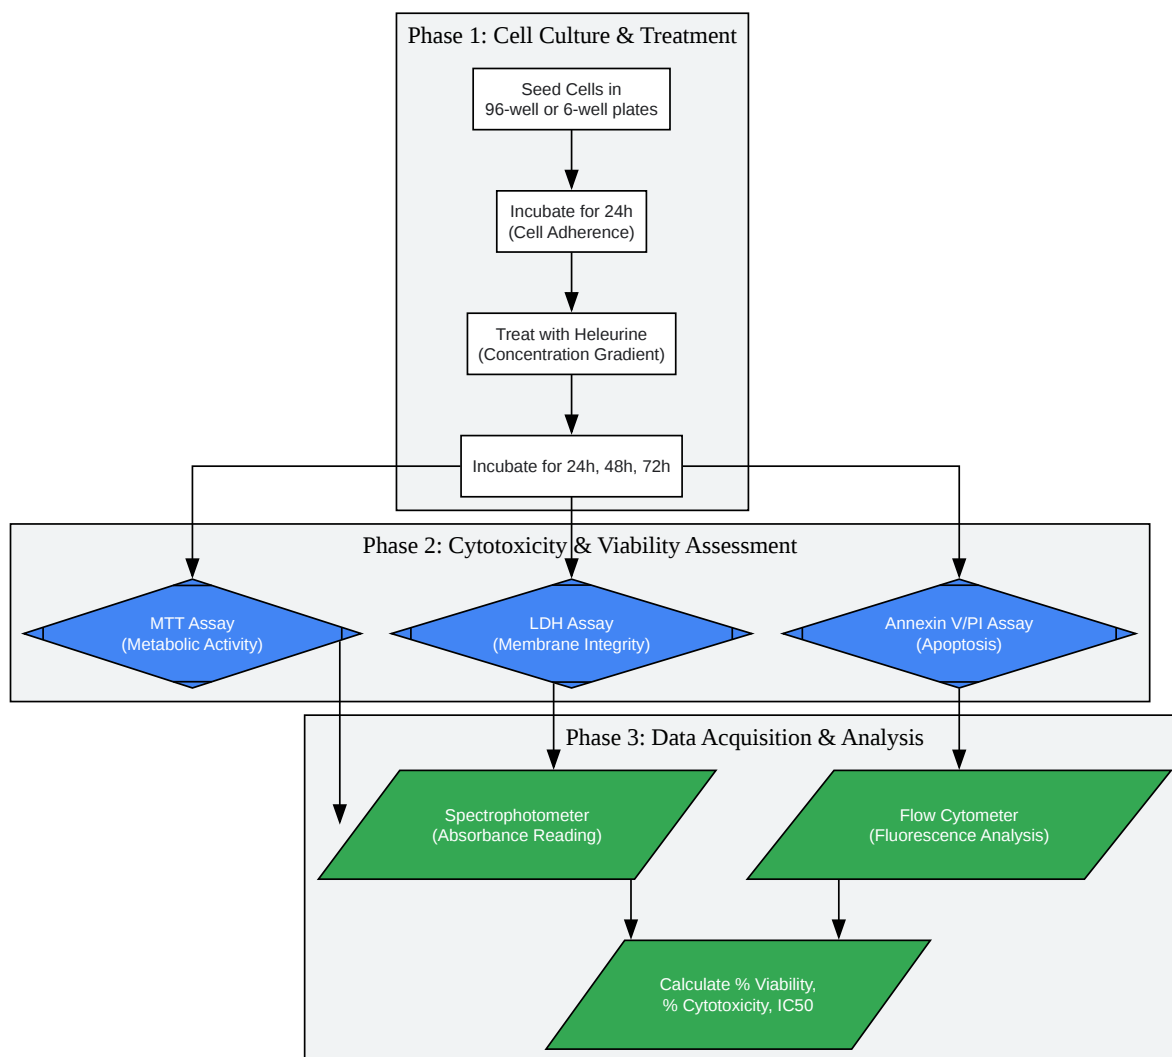 Phase 1: Cell Culture & Treatment
Seed Cells in
96-well or 6-well plates
Incubate for 24h
(Cell Adherence)
Treat with Heleurine
(Concentration Gradient)
Incubate for 24h, 48h, 72h
Phase 2: Cytotoxicity & Viability Assessment
MTT Assay
(Metabolic Activity)
LDH Assay
(Membrane Integrity)
Annexin V/PI Assay
(Apoptosis)
Phase 3: Data Acquisition & Analysis
Spectrophotometer
(Absorbance Reading)
Flow Cytometer
(Fluorescence Analysis)
Calculate % Viability,
% Cytotoxicity, IC50